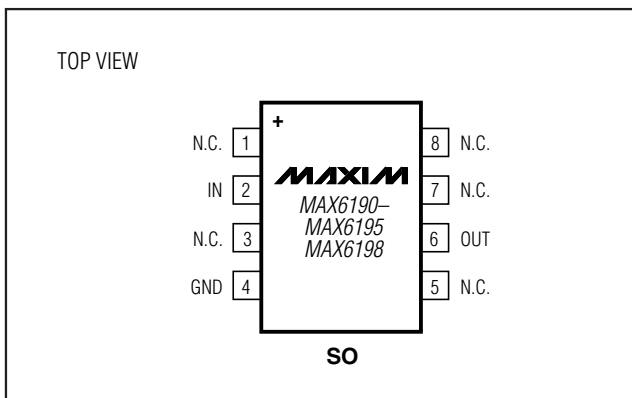 TOP VIEW
+
N.C. 1
8 N.C.
IN 2
MAXIM
7 N.C.
MAX6190–
N.C. 3
MAX6195
6 OUT
MAX6198
GND 4
5 N.C.
SO